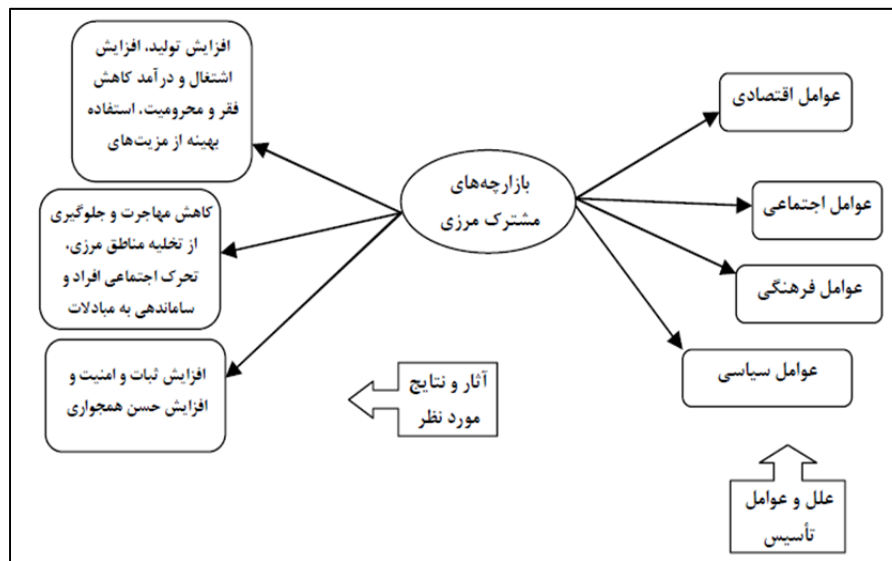 عوامل اقتصادی
عوامل اجتماعی
عوامل فرهنگی
عوامل سیاسی
علل و عوامل
تأسیس
بازارچه‌های
مشترک مرزی
افزایش تولید، افزایش
اشتغال و درآمد کاهش
فقر و محرومیت، استفاده
بهینه از مزیت‌های
کاهش مهاجرت و جلوگیری
از تخلیه مناطق مرزی،
تحرک اجتماعی افراد و
ساماندهی به مبادلات
افزایش ثبات و امنیت و
افزایش حسن همجواری
آثار و نتایج
مورد نظر